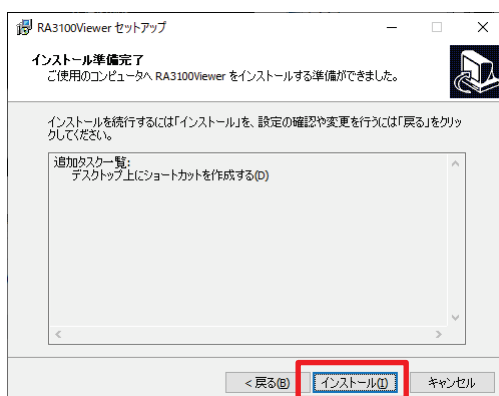 RA3100Viewer セットアップ
インストール準備完了
ご使用のコンピュータへ RA3100Viewer をインストールする準備ができました。
インストールを続行するには「インストール」を、設定の確認や変更を行うには「戻る」をクリッ
クしてください。
追加タスク一覧:
デスクトップ上にショートカットを作成する(D)
< 戻る(B)
インストール(I)
キャンセル